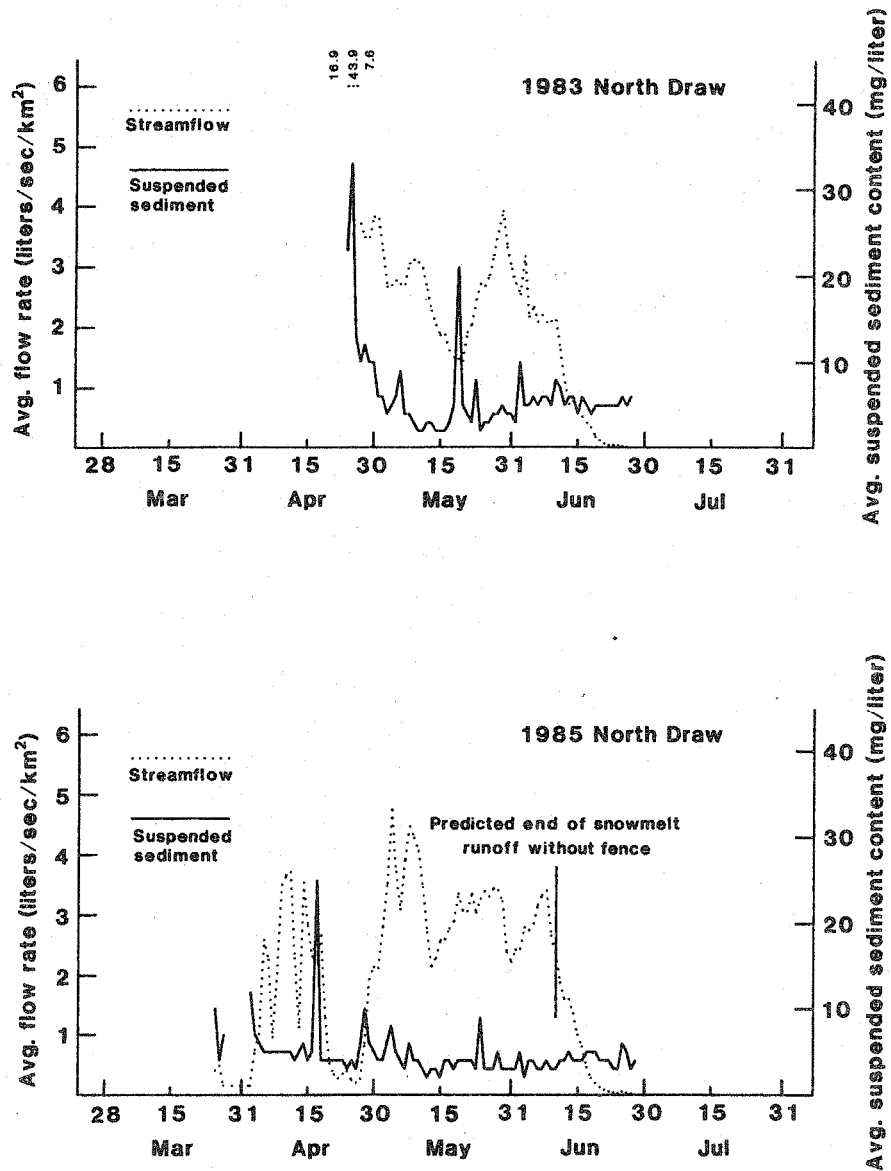 16.9
43.9
7.6
1983 North Draw
Streamflow
Suspended
sediment
Avg. flow rate (liters/sec/km²)
6
5
4
3
2
1
Avg. suspended sediment content (mg/liter)
40
30
20
10
28 15 31 15 30 15 31 15 30 15 31
Mar Apr May Jun Jul
1985 North Draw
Streamflow
Suspended
sediment
Predicted end of snowmelt
runoff without fence
Avg. flow rate (liters/sec/km²)
6
5
4
3
2
1
Avg. suspended sediment content (mg/liter)
40
30
20
10
28 15 31 15 30 15 31 15 30 15 31
Mar Apr May Jun Jul